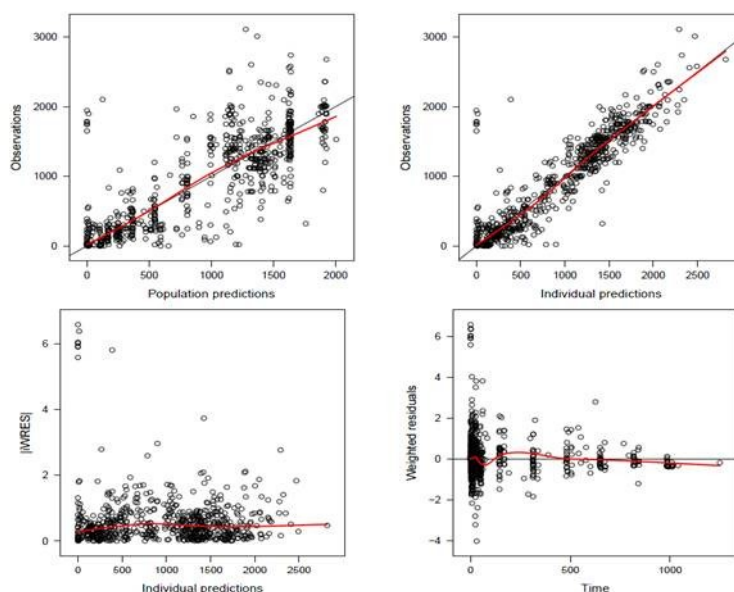 3000
2000
1000
0
Observations
0 500 1000 1500 2000
Population predictions
3000
2000
1000
0
Observations
0 500 1000 1500 2000 2500
Individual predictions
6
4
2
0
|iWRES|
0 500 1000 1500 2000 2500
Individual predictions
6
4
2
0
−2
−4
Weighted residuals
0 500 1000
Time